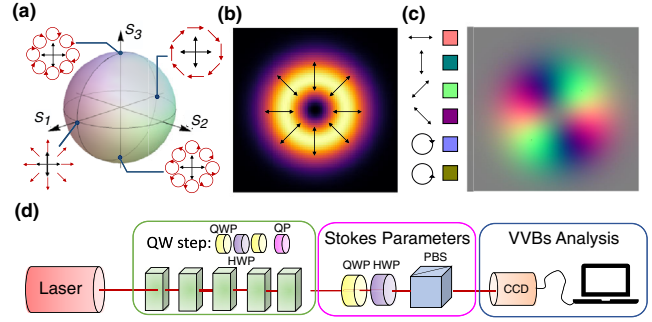 (a)
S3
S1
S2
(b)
(c)
(d)
QW step:
QWP
QP
HWP
Laser
Stokes Parameters
QWP
HWP
PBS
VVBs Analysis
CCD